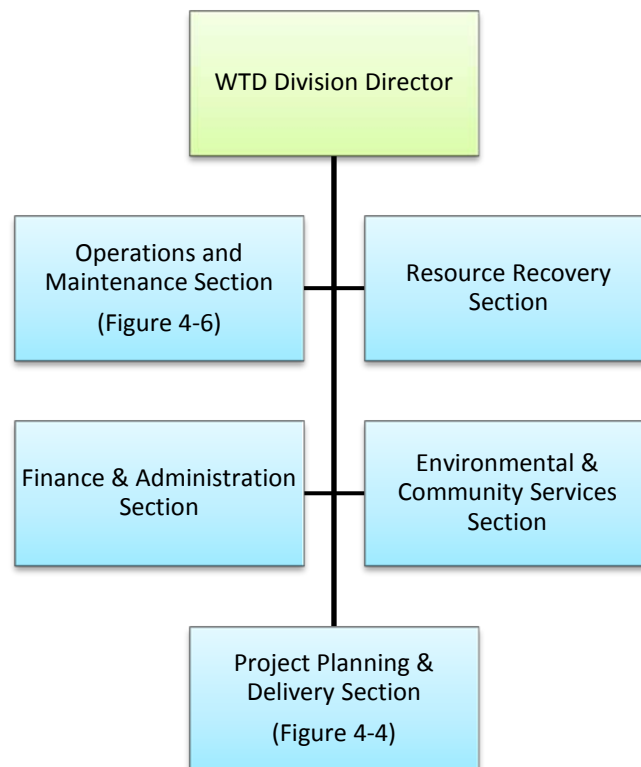 WTD Division Director
Operations and
Maintenance Section
(Figure 4-6)
Resource Recovery
Section
Finance & Administration
Section
Environmental &
Community Services
Section
Project Planning &
Delivery Section
(Figure 4-4)